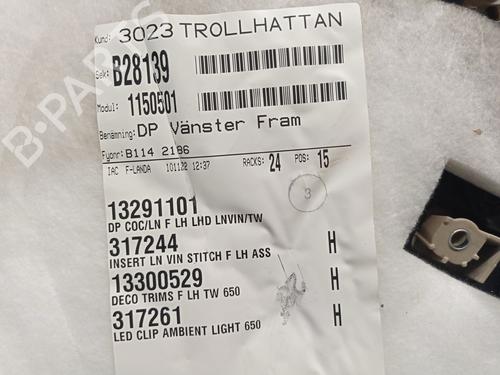 Kund: 3023 TROLLHATTAN
Sek: B28139
Modul: 1150501
Benämning: DP Vänster Fram
Fyonr: B114 2186
IAC F-LANDA 101122 12:37 RACKS: 24 POS: 15
3
13291101
DP COC/LN F LH LHD LNVIN/TW
317244 H
INSERT LN VIN STITCH F LH ASS
13300529 H
DECO TRIMS F LH TW 650
317261 H
LED CLIP AMBIENT LIGHT 650
B-PARTS